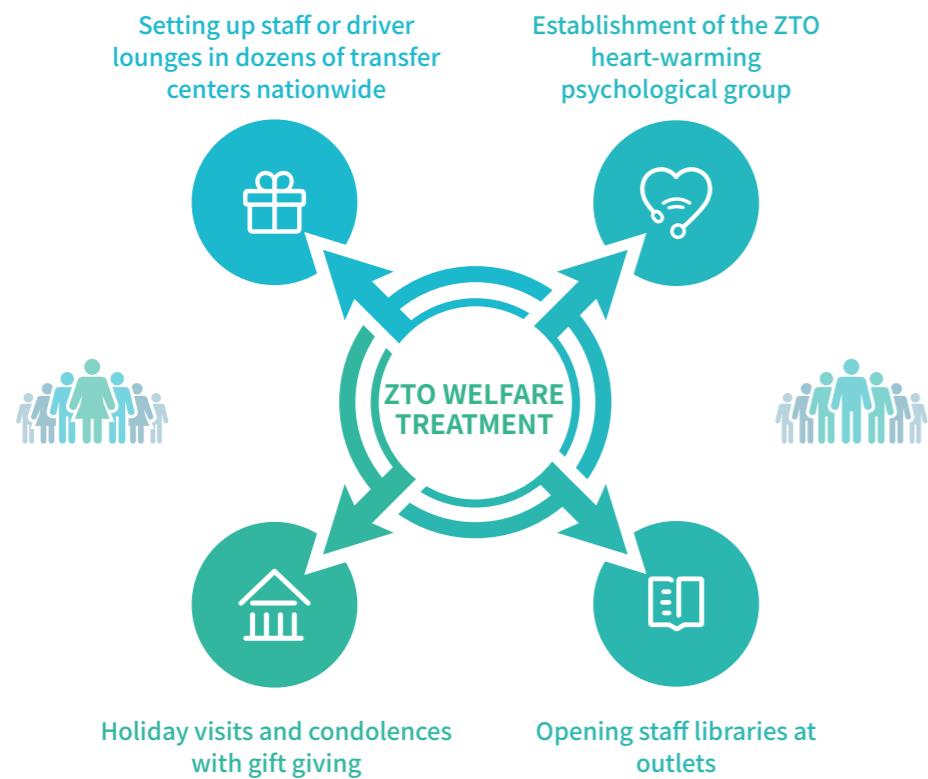 Setting up staff or driver
lounges in dozens of transfer
centers nationwide
Establishment of the ZTO
heart-warming
psychological group
ZTO WELFARE
TREATMENT
Holiday visits and condolences
with gift giving
Opening staff libraries at
outlets